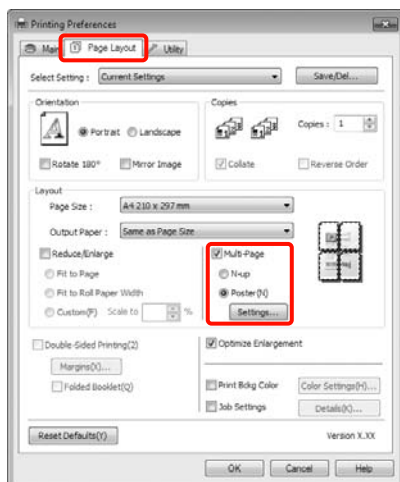 Printing Preferences
Main Page Layout Utility
Select Setting : Current Settings Save/Del...
Orientation Copies
A Portrait Landscape Copies : 1
Rotate 180° Mirror Image Collate Reverse Order
Layout
Page Size : A4 210 x 297 mm
Output Paper : Same as Page Size
Reduce/Enlarge Multi-Page
Fit to Page N-up
Fit to Roll Paper Width Poster(N)
Custom(F) Scale to % Settings...
Double-Sided Printing(2) Optimize Enlargement
Margins(X)...
Folded Booklet(Q) Print Bckg Color Color Settings(H)...
Job Settings Details(K)...
Reset Defaults(Y) Version X.XX
OK Cancel Help